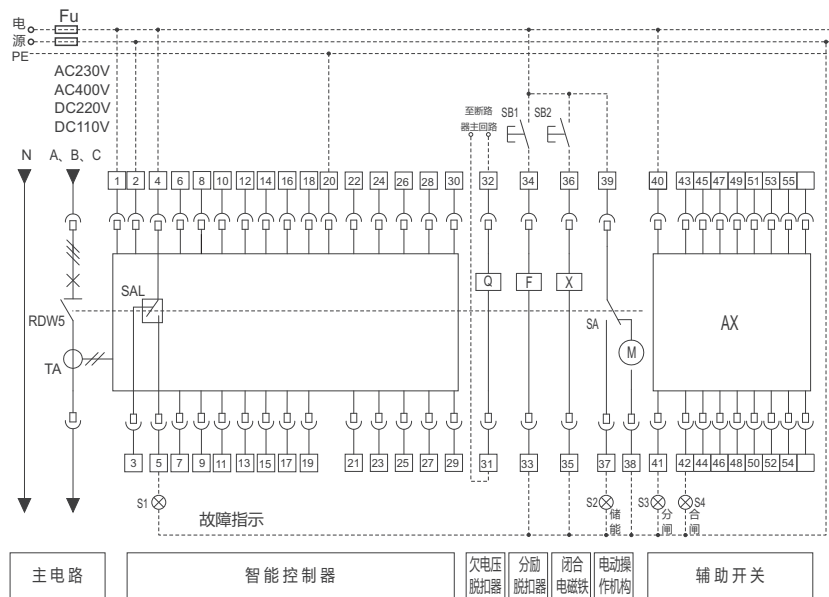 电 Fu
源
PE
AC230V
AC400V
DC220V
DC110V
至断路 SB1 SB2
器主回路
N A、B、C
1 2 4 6 8 10 12 14 16 18 20 22 24 26 28 30 32 34 36 39 40 43 45 47 49 51 53 55
SAL Q F X
RDW5 SA AX
TA M
3 5 7 9 11 13 15 17 19 21 23 25 27 29 31 33 35 37 38 41 42 44 46 48 50 52 54
S1 S2 S3 S4
故障指示 储能 分闸 合闸
主电路 智能控制器 欠电压脱扣器 分励脱扣器 闭合电磁铁 电动操作机构 辅助开关